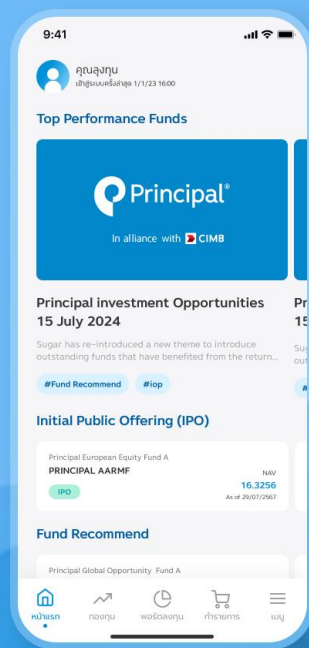 9:41
คุณลุงทุน
เข้าสู่ระบบครั้งล่าสุด 1/1/23 16:00
Top Performance Funds
Principal®
In alliance with CIMB
Principal investment Opportunities
15 July 2024
Sugar has re-introduced a new theme to introduce
outstanding funds that have benefited from the return...
#Fund Recommend #iop
Pr
15
Initial Public Offering (IPO)
Principal European Equity Fund A
PRINCIPAL AARMF
IPO
NAV
16.3256
As of 29/07/2567
Fund Recommend
Principal Global Opportunity Fund A
หน้าแรก กองทุน พอร์ตลงทุน ทำรายการ เมนู